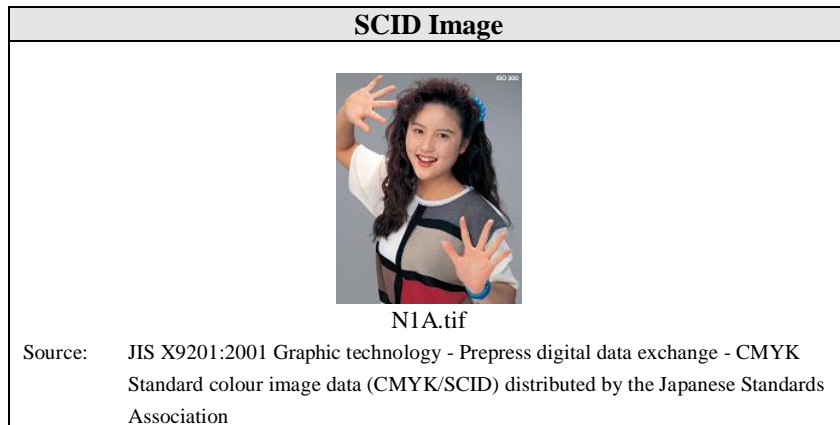 SCID Image
ISO 300
N1A.tif
Source: JIS X9201:2001 Graphic technology - Prepress digital data exchange - CMYK
Standard colour image data (CMYK/SCID) distributed by the Japanese Standards
Association